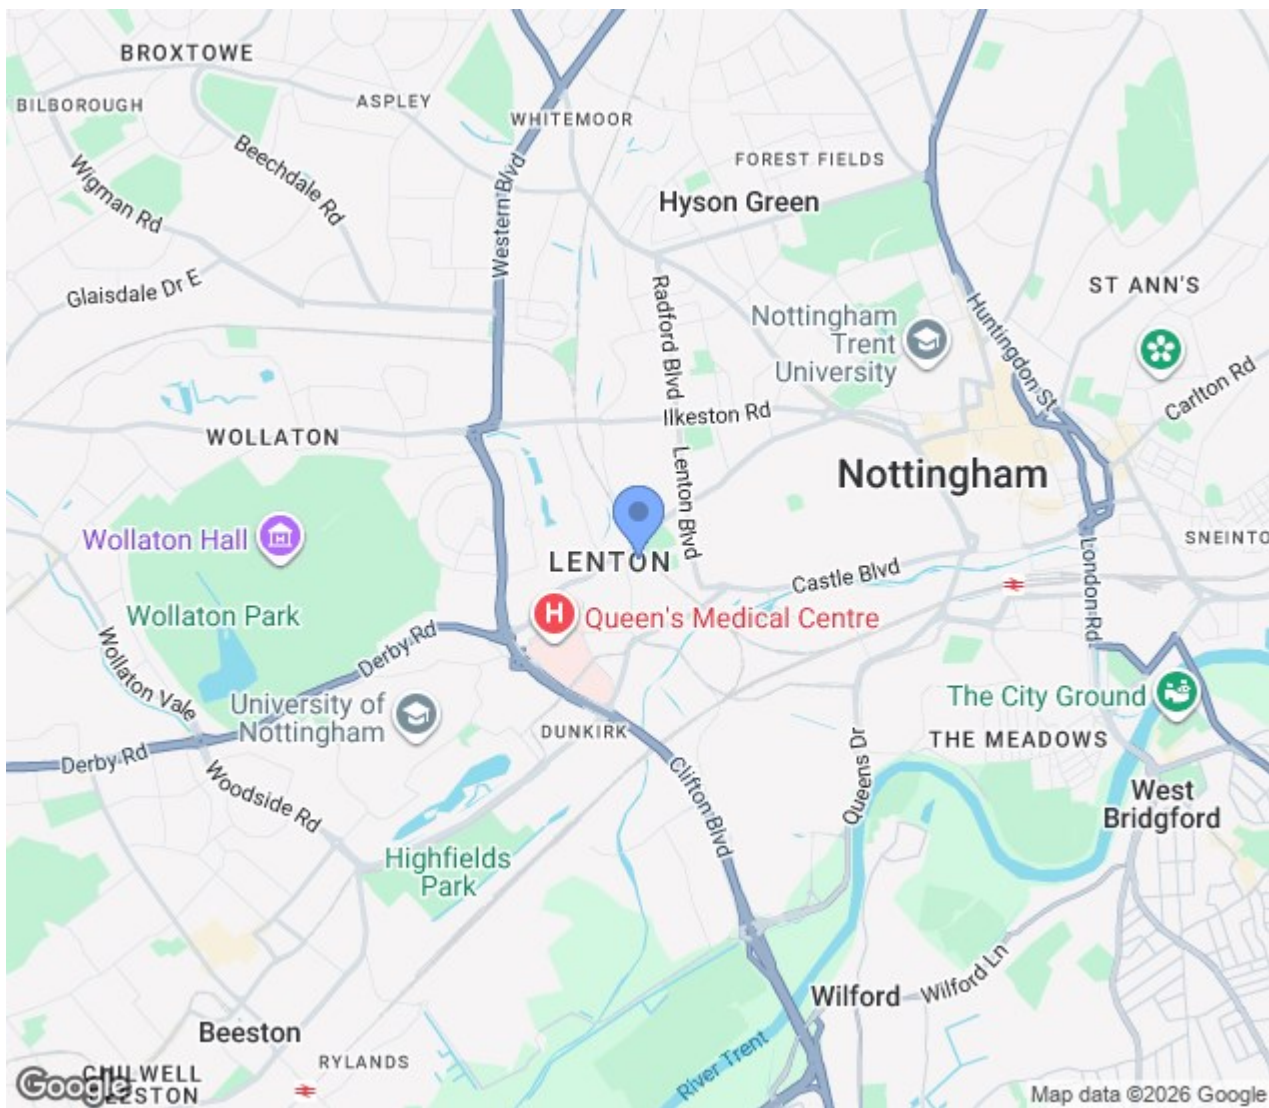 BROXTOWE
BILBOROUGH
ASPLEY
WHITEMOOR
Beechdale Rd
Wigman Rd
Western Blvd
FOREST FIELDS
Hyson Green
Glaisdale Dr E
Radford Blvd
ST ANN'S
Nottingham
Trent
University
Huntingdon St
Carlton Rd
Ilkeston Rd
WOLLATON
Lenton Blvd
Nottingham
Wollaton Hall
LENTON
Castle Blvd
London Rd
SNEINTO
Wollaton Park
H
Queen's Medical Centre
Derby Rd
Wollaton Vale
University of
Nottingham
The City Ground
DUNKIRK
THE MEADOWS
Derby Rd
Woodside Rd
Clifton Blvd
Queens Dr
West
Bridgford
Highfields
Park
Wilford
Wilford Ln
Beeston
RYLANDS
River Trent
CHILWELL
BEESTON
Google
Map data ©2026 Google